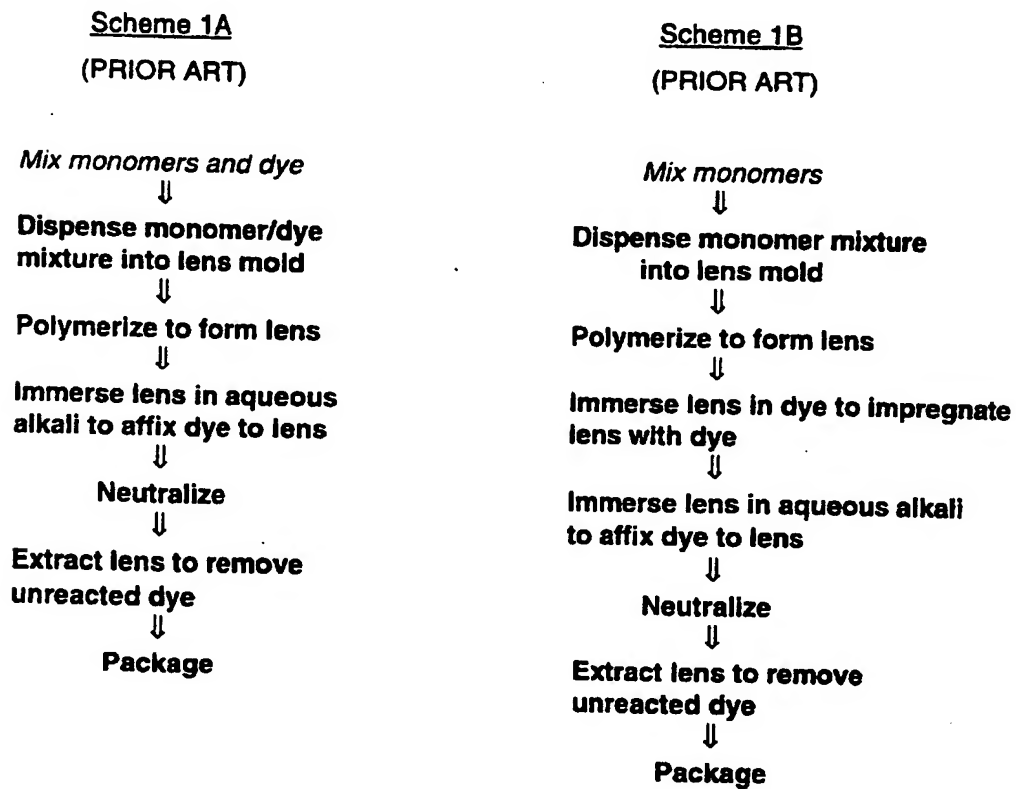 Scheme 1A
(PRIOR ART)
Mix monomers and dye
⇓
Dispense monomer/dye
mixture into lens mold
⇓
Polymerize to form lens
⇓
Immerse lens in aqueous
alkali to affix dye to lens
⇓
Neutralize
⇓
Extract lens to remove
unreacted dye
⇓
Package
Scheme 1B
(PRIOR ART)
Mix monomers
⇓
Dispense monomer mixture
into lens mold
⇓
Polymerize to form lens
⇓
Immerse lens in dye to impregnate
lens with dye
⇓
Immerse lens in aqueous alkali
to affix dye to lens
⇓
Neutralize
⇓
Extract lens to remove
unreacted dye
⇓
Package